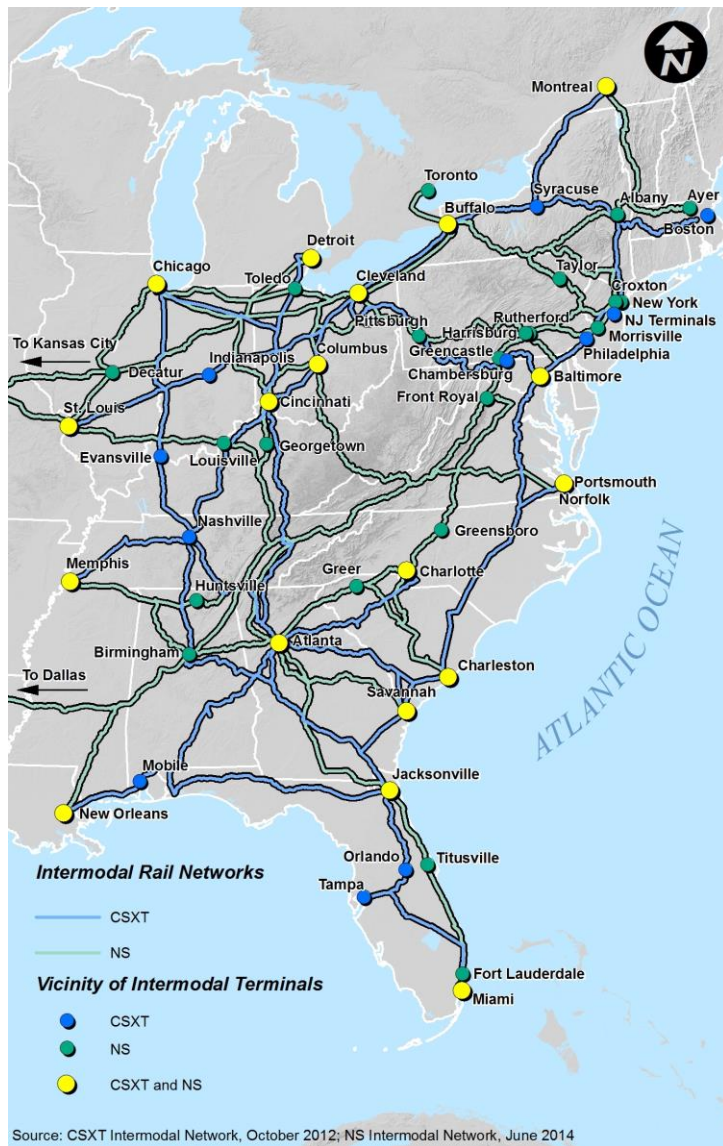 N
Montreal
Toronto
Syracuse
Albany
Ayer
Buffalo
Boston
Detroit
Chicago
Toledo
Cleveland
Taylor
Croxton
New York
Pittsburgh
Rutherford
Harrisburg
NJ Terminals
To Kansas City
Columbus
Greencastle
Morrisville
Indianapolis
Philadelphia
Decatur
Chambersburg
Baltimore
Front Royal
Cincinnati
St. Louis
Georgetown
Evansville
Louisville
Portsmouth
Norfolk
Nashville
Greensboro
Memphis
Huntsville
Greer
Charlotte
ATLANTIC OCEAN
Birmingham
Atlanta
To Dallas
Charleston
Savannah
Mobile
Jacksonville
New Orleans
Orlando
Titusville
Tampa
Fort Lauderdale
Miami
Intermodal Rail Networks
CSXT
NS
Vicinity of Intermodal Terminals
CSXT
NS
CSXT and NS
Source: CSXT Intermodal Network, October 2012; NS Intermodal Network, June 2014